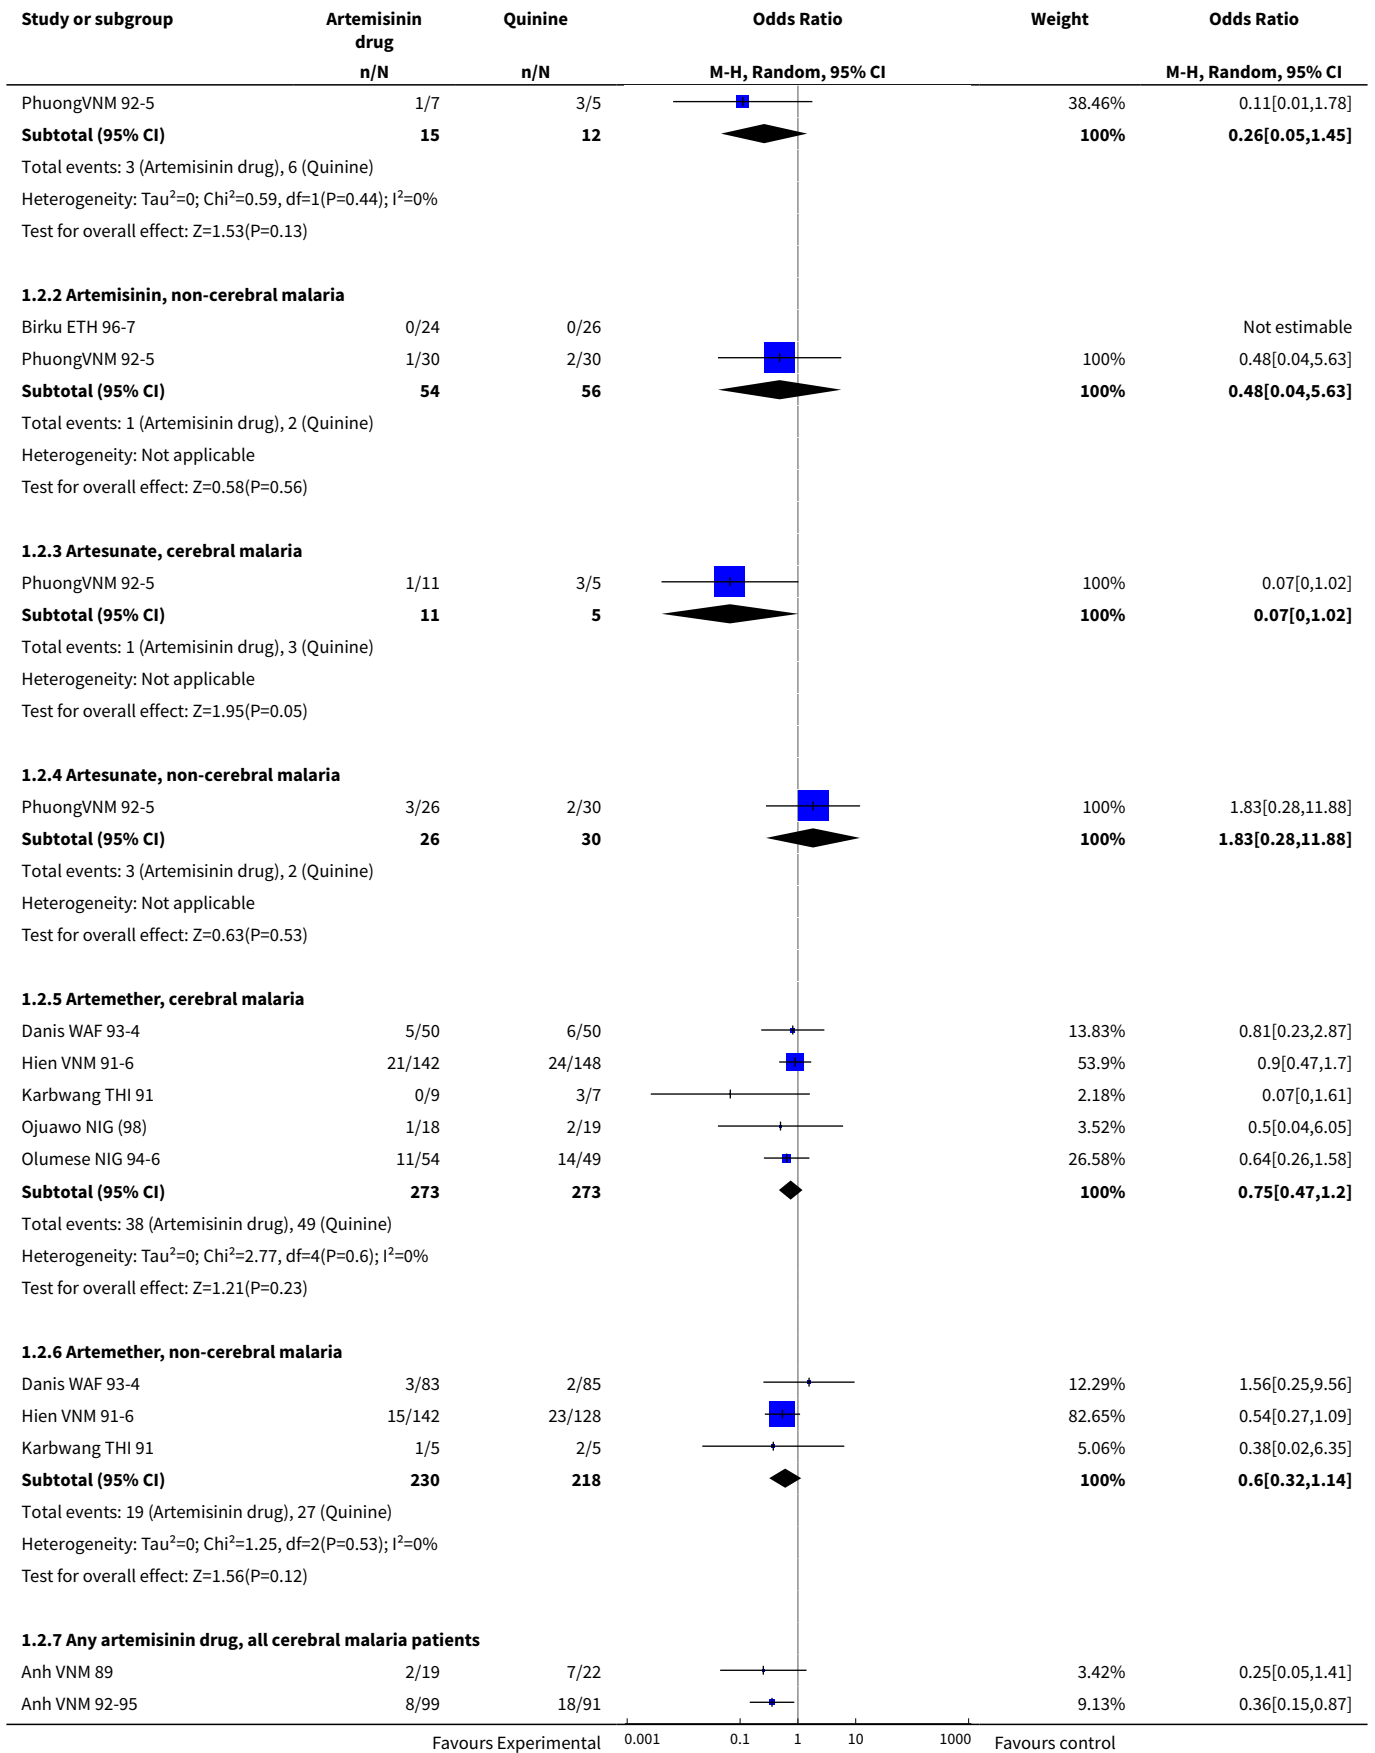 Study or subgroup Artemisinin drug Quinine Odds Ratio Weight Odds Ratio
n/N n/N M-H, Random, 95% CI M-H, Random, 95% CI
PhuongVNM 92-5 1/7 3/5 38.46% 0.11[0.01,1.78]
Subtotal (95% CI) 15 12 100% 0.26[0.05,1.45]
Total events: 3 (Artemisinin drug), 6 (Quinine)
Heterogeneity: Tau²=0; Chi²=0.59, df=1(P=0.44); I²=0%
Test for overall effect: Z=1.53(P=0.13)
1.2.2 Artemisinin, non-cerebral malaria
Birku ETH 96-7 0/24 0/26 Not estimable
PhuongVNM 92-5 1/30 2/30 100% 0.48[0.04,5.63]
Subtotal (95% CI) 54 56 100% 0.48[0.04,5.63]
Total events: 1 (Artemisinin drug), 2 (Quinine)
Heterogeneity: Not applicable
Test for overall effect: Z=0.58(P=0.56)
1.2.3 Artesunate, cerebral malaria
PhuongVNM 92-5 1/11 3/5 100% 0.07[0,1.02]
Subtotal (95% CI) 11 5 100% 0.07[0,1.02]
Total events: 1 (Artemisinin drug), 3 (Quinine)
Heterogeneity: Not applicable
Test for overall effect: Z=1.95(P=0.05)
1.2.4 Artesunate, non-cerebral malaria
PhuongVNM 92-5 3/26 2/30 100% 1.83[0.28,11.88]
Subtotal (95% CI) 26 30 100% 1.83[0.28,11.88]
Total events: 3 (Artemisinin drug), 2 (Quinine)
Heterogeneity: Not applicable
Test for overall effect: Z=0.63(P=0.53)
1.2.5 Artemether, cerebral malaria
Danis WAF 93-4 5/50 6/50 13.83% 0.81[0.23,2.87]
Hien VNM 91-6 21/142 24/148 53.9% 0.9[0.47,1.7]
Karbwang THI 91 0/9 3/7 2.18% 0.07[0,1.61]
Ojuawo NIG (98) 1/18 2/19 3.52% 0.5[0.04,6.05]
Olumese NIG 94-6 11/54 14/49 26.58% 0.64[0.26,1.58]
Subtotal (95% CI) 273 273 100% 0.75[0.47,1.2]
Total events: 38 (Artemisinin drug), 49 (Quinine)
Heterogeneity: Tau²=0; Chi²=2.77, df=4(P=0.6); I²=0%
Test for overall effect: Z=1.21(P=0.23)
1.2.6 Artemether, non-cerebral malaria
Danis WAF 93-4 3/83 2/85 12.29% 1.56[0.25,9.56]
Hien VNM 91-6 15/142 23/128 82.65% 0.54[0.27,1.09]
Karbwang THI 91 1/5 2/5 5.06% 0.38[0.02,6.35]
Subtotal (95% CI) 230 218 100% 0.6[0.32,1.14]
Total events: 19 (Artemisinin drug), 27 (Quinine)
Heterogeneity: Tau²=0; Chi²=1.25, df=2(P=0.53); I²=0%
Test for overall effect: Z=1.56(P=0.12)
1.2.7 Any artemisinin drug, all cerebral malaria patients
Anh VNM 89 2/19 7/22 3.42% 0.25[0.05,1.41]
Anh VNM 92-95 8/99 18/91 9.13% 0.36[0.15,0.87]
Favours Experimental 0.001 0.1 1 10 1000 Favours control